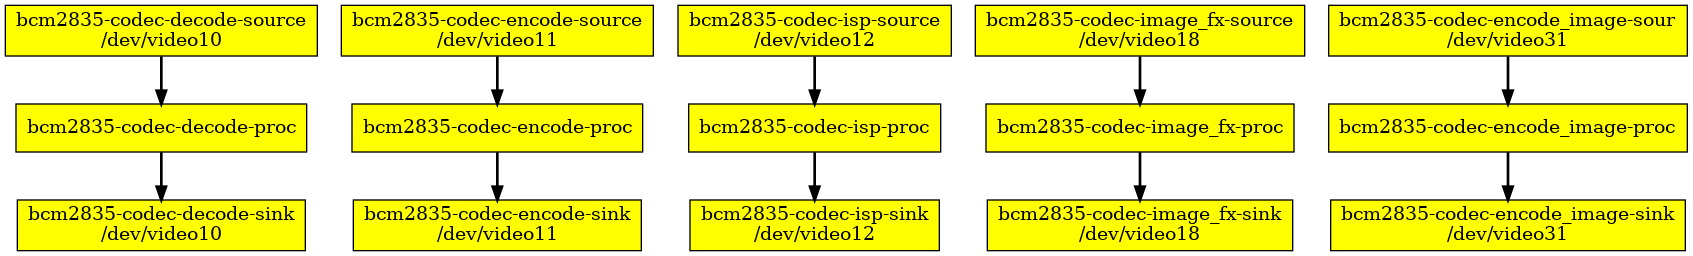 bcm2835-codec-decode-source
/dev/video10
bcm2835-codec-encode-source
/dev/video11
bcm2835-codec-isp-source
/dev/video12
bcm2835-codec-image_fx-source
/dev/video18
bcm2835-codec-encode_image-sour
/dev/video31
bcm2835-codec-decode-proc
bcm2835-codec-encode-proc
bcm2835-codec-isp-proc
bcm2835-codec-image_fx-proc
bcm2835-codec-encode_image-proc
bcm2835-codec-decode-sink
/dev/video10
bcm2835-codec-encode-sink
/dev/video11
bcm2835-codec-isp-sink
/dev/video12
bcm2835-codec-image_fx-sink
/dev/video18
bcm2835-codec-encode_image-sink
/dev/video31